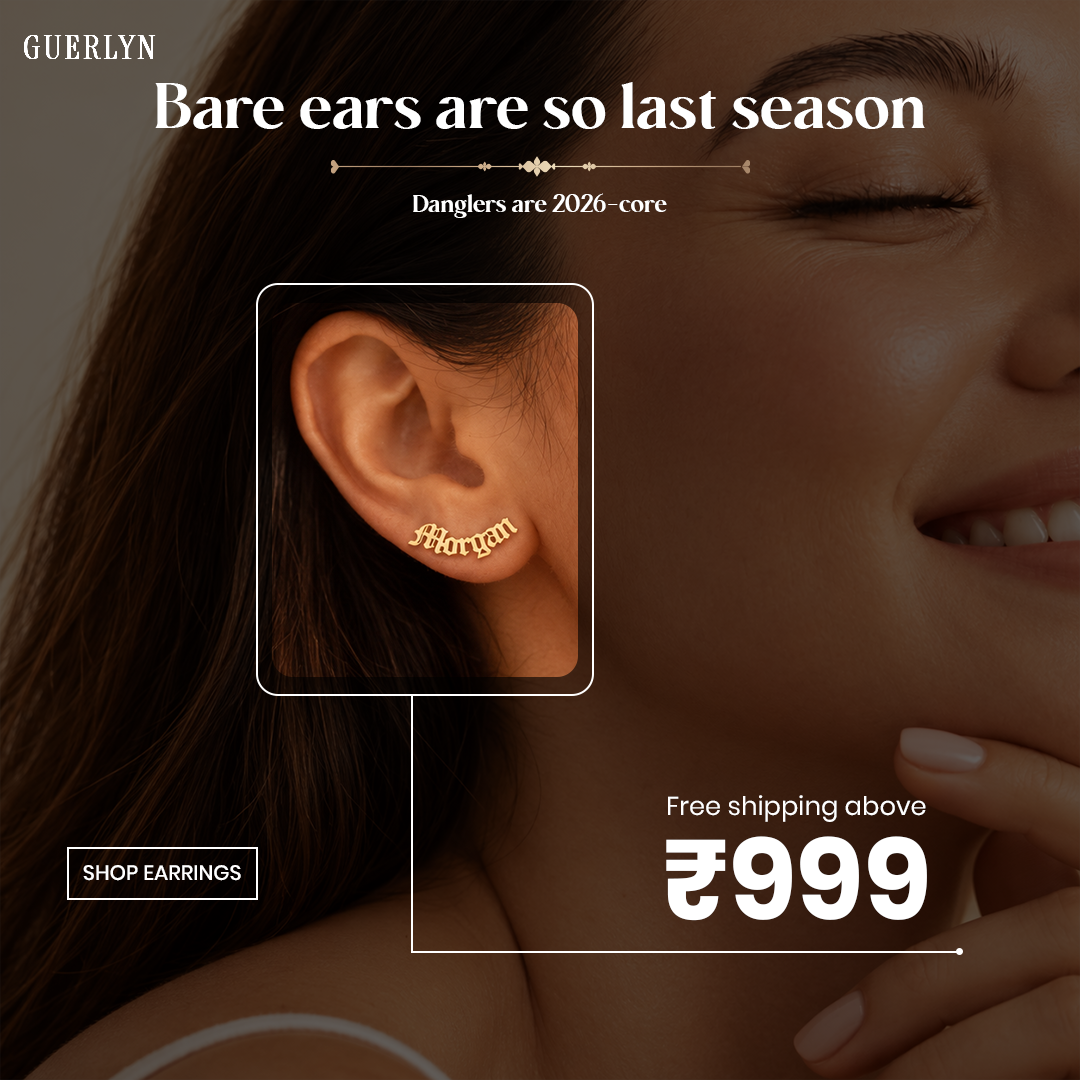 GUERLYN
Bare ears are so last season
Danglers are 2026-core
Morgan
Free shipping above
₹999
SHOP EARRINGS